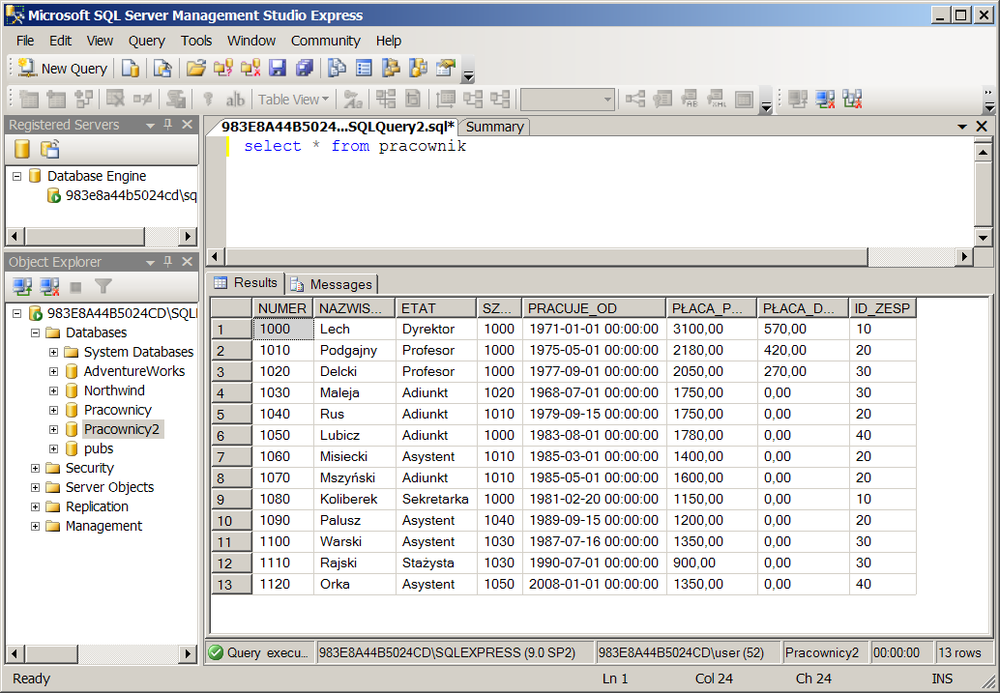 Microsoft SQL Server Management Studio Express
File Edit View Query Tools Window Community Help
New Query
Table View
Registered Servers
Database Engine
983e8a44b5024cd\sq
Object Explorer
983E8A44B5024CD\SQL
Databases
System Databases
AdventureWorks
Northwind
Pracownicy
Pracownicy2
pubs
Security
Server Objects
Replication
Management
983E8A44B5024...SQLQuery2.sql* Summary
select * from pracownik
Results Messages
NUMER NAZWIS... ETAT SZ... PRACUJE_OD PŁACA_P... PŁACA_D... ID_ZESP
1 1000 Lech Dyrektor 1000 1971-01-01 00:00:00 3100,00 570,00 10
2 1010 Podgajny Profesor 1000 1975-05-01 00:00:00 2180,00 420,00 20
3 1020 Delcki Profesor 1000 1977-09-01 00:00:00 2050,00 270,00 30
4 1030 Maleja Adiunkt 1020 1968-07-01 00:00:00 1750,00 0,00 30
5 1040 Rus Adiunkt 1010 1979-09-15 00:00:00 1750,00 0,00 20
6 1050 Lubicz Adiunkt 1000 1983-08-01 00:00:00 1780,00 0,00 40
7 1060 Misiecki Asystent 1010 1985-03-01 00:00:00 1400,00 0,00 20
8 1070 Mszyński Adiunkt 1010 1985-05-01 00:00:00 1600,00 0,00 20
9 1080 Koliberek Sekretarka 1000 1981-02-20 00:00:00 1150,00 0,00 10
10 1090 Palusz Asystent 1040 1989-09-15 00:00:00 1200,00 0,00 20
11 1100 Warski Asystent 1030 1987-07-16 00:00:00 1350,00 0,00 30
12 1110 Rajski Stażysta 1030 1990-07-01 00:00:00 900,00 0,00 30
13 1120 Orka Asystent 1050 2008-01-01 00:00:00 1350,00 0,00 40
Query execu... 983E8A44B5024CD\SQLEXPRESS (9.0 SP2) 983E8A44B5024CD\user (52) Pracownicy2 00:00:00 13 rows
Ready Ln 1 Col 24 Ch 24 INS